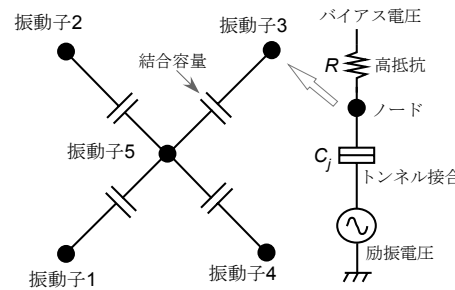 振動子2
振動子3
バイアス電圧
結合容量
R 高抵抗
ノード
振動子5
Cj
トンネル接合
振動子1
振動子4
励振電圧